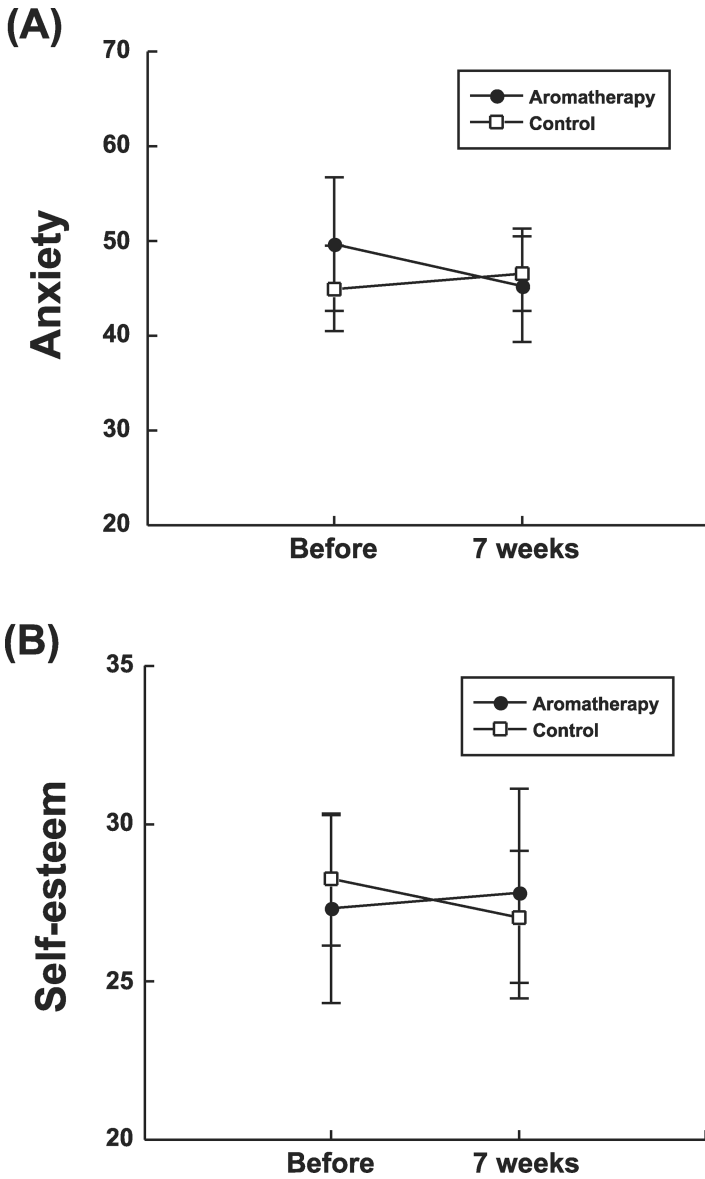 (A)
70
Aromatherapy
Control
60
50
40
30
20
Anxiety
Before 7 weeks
(B)
35
Aromatherapy
Control
30
25
20
Self-esteem
Before 7 weeks